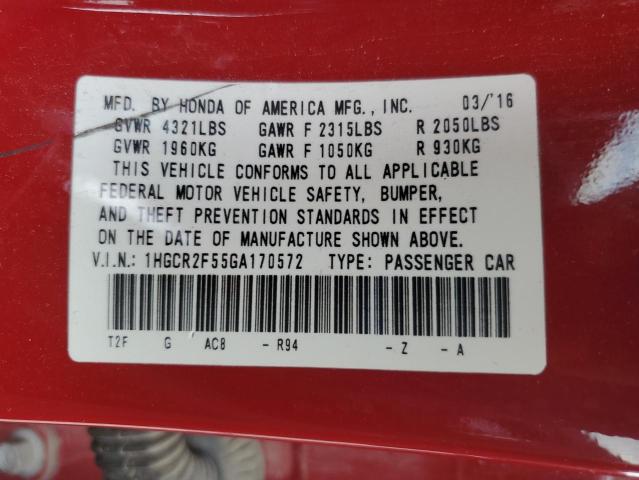 MFD. BY HONDA OF AMERICA MFG., INC. 03/'16
GVWR 4321LBS GAWR F 2315LBS R 2050LBS
GVWR 1960KG GAWR F 1050KG R 930KG
THIS VEHICLE CONFORMS TO ALL APPLICABLE
FEDERAL MOTOR VEHICLE SAFETY, BUMPER,
AND THEFT PREVENTION STANDARDS IN EFFECT
ON THE DATE OF MANUFACTURE SHOWN ABOVE.
V.I.N.: 1HGCR2F55GA170572 TYPE: PASSENGER CAR
T2F G AC8 - R94 - Z - A